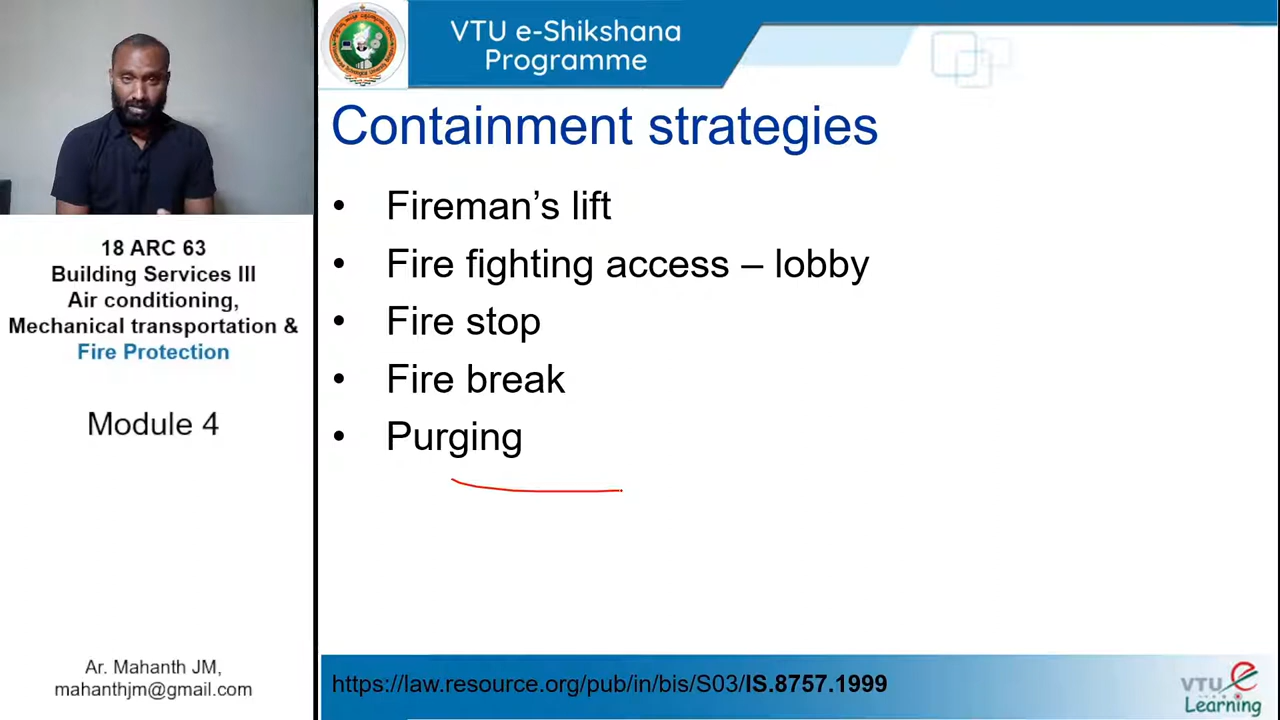 VTU e-Shikshana
Programme
Containment strategies
• Fireman’s lift
• Fire fighting access – lobby
• Fire stop
• Fire break
• Purging
18 ARC 63
Building Services III
Air conditioning,
Mechanical transportation &
Fire Protection
Module 4
Ar. Mahanth JM,
mahanthjm@gmail.com
https://law.resource.org/pub/in/bis/S03/IS.8757.1999
VTU e
Learning